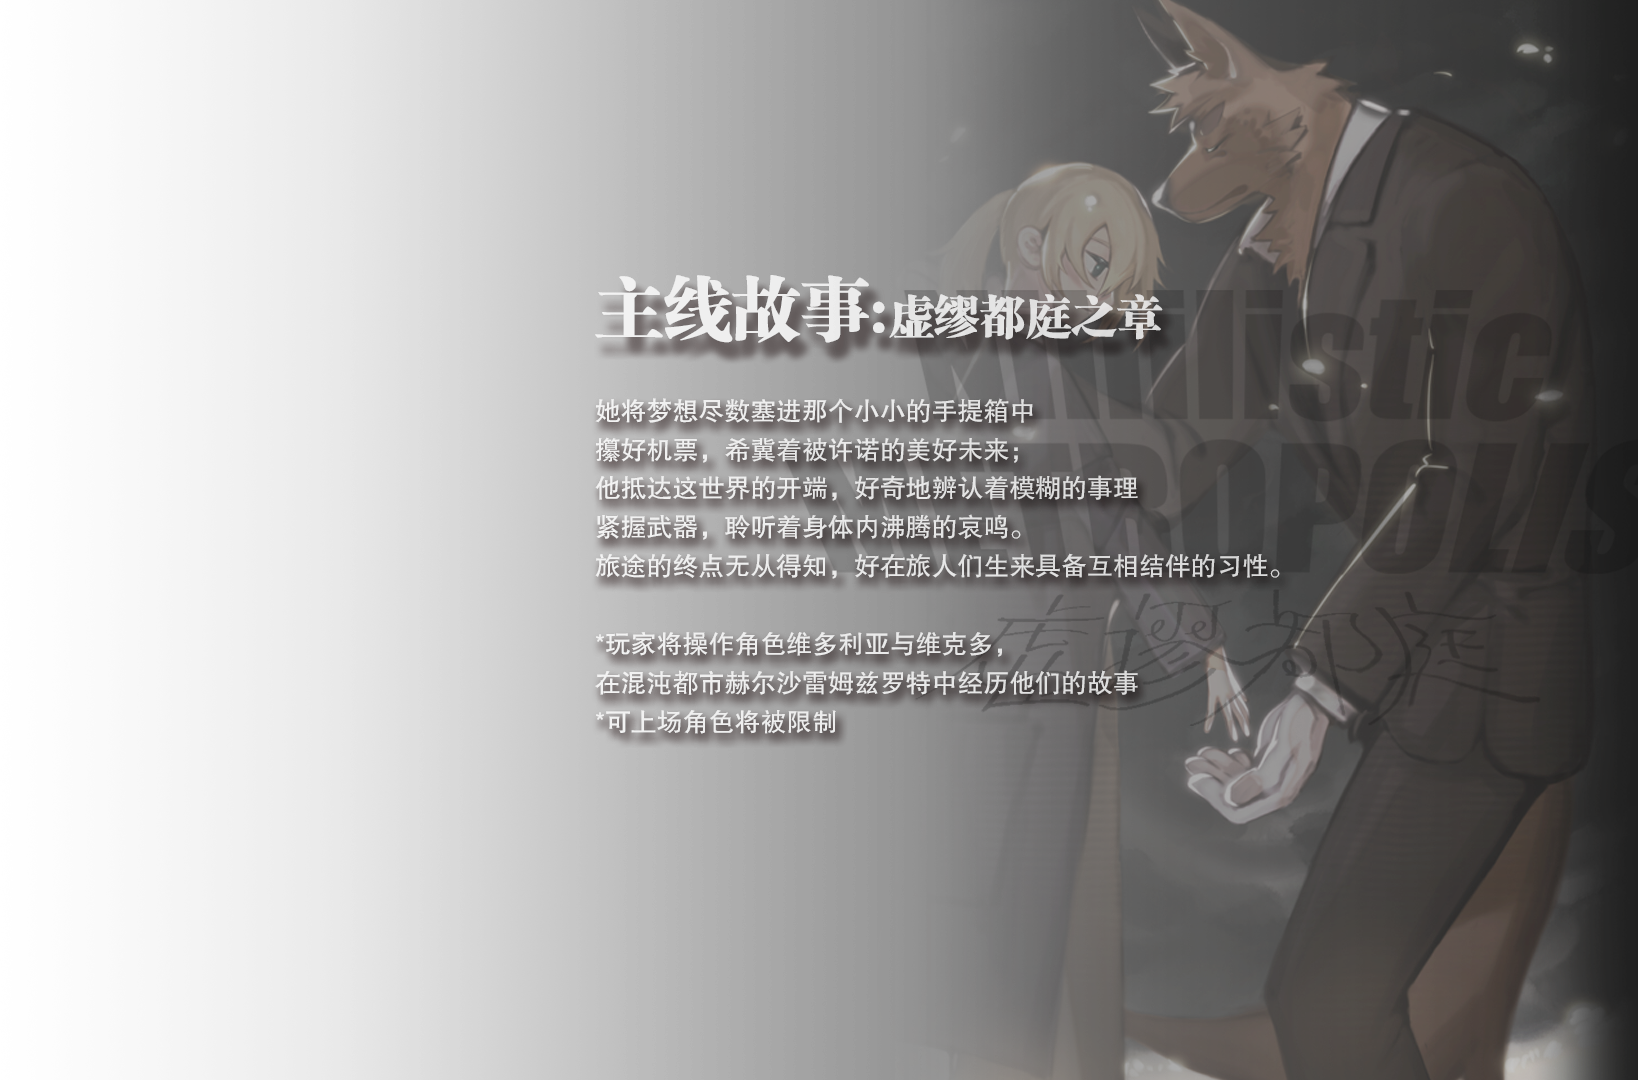 主线故事:虚缪都庭之章
Nihilistic
METROPOLIS
她将梦想尽数塞进那个小小的手提箱中
攥好机票，希冀着被许诺的美好未来；
他抵达这世界的开端，好奇地辨认着模糊的事理
紧握武器，聆听着身体内沸腾的哀鸣。
旅途的终点无从得知，好在旅人们生来具备互相结伴的习性。
虚缪都庭
*玩家将操作角色维多利亚与维克多，
在混沌都市赫尔沙雷姆兹罗特中经历他们的故事
*可上场角色将被限制